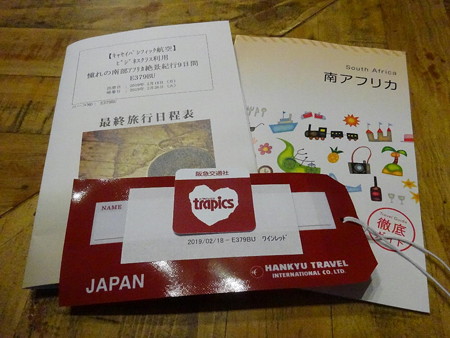 【キャセイパシフィック航空】
ビジネスクラス利用
憧れの南部アフリカ絶景紀行9日間
E379BU
最終旅行日程表
South Africa
南アフリカ
徹底
ガイド
阪急交通社
trapics
NAME
2019/02/18-E379BU ワインレッド
JAPAN
HANKYU TRAVEL
INTERNATIONAL CO.,LTD.